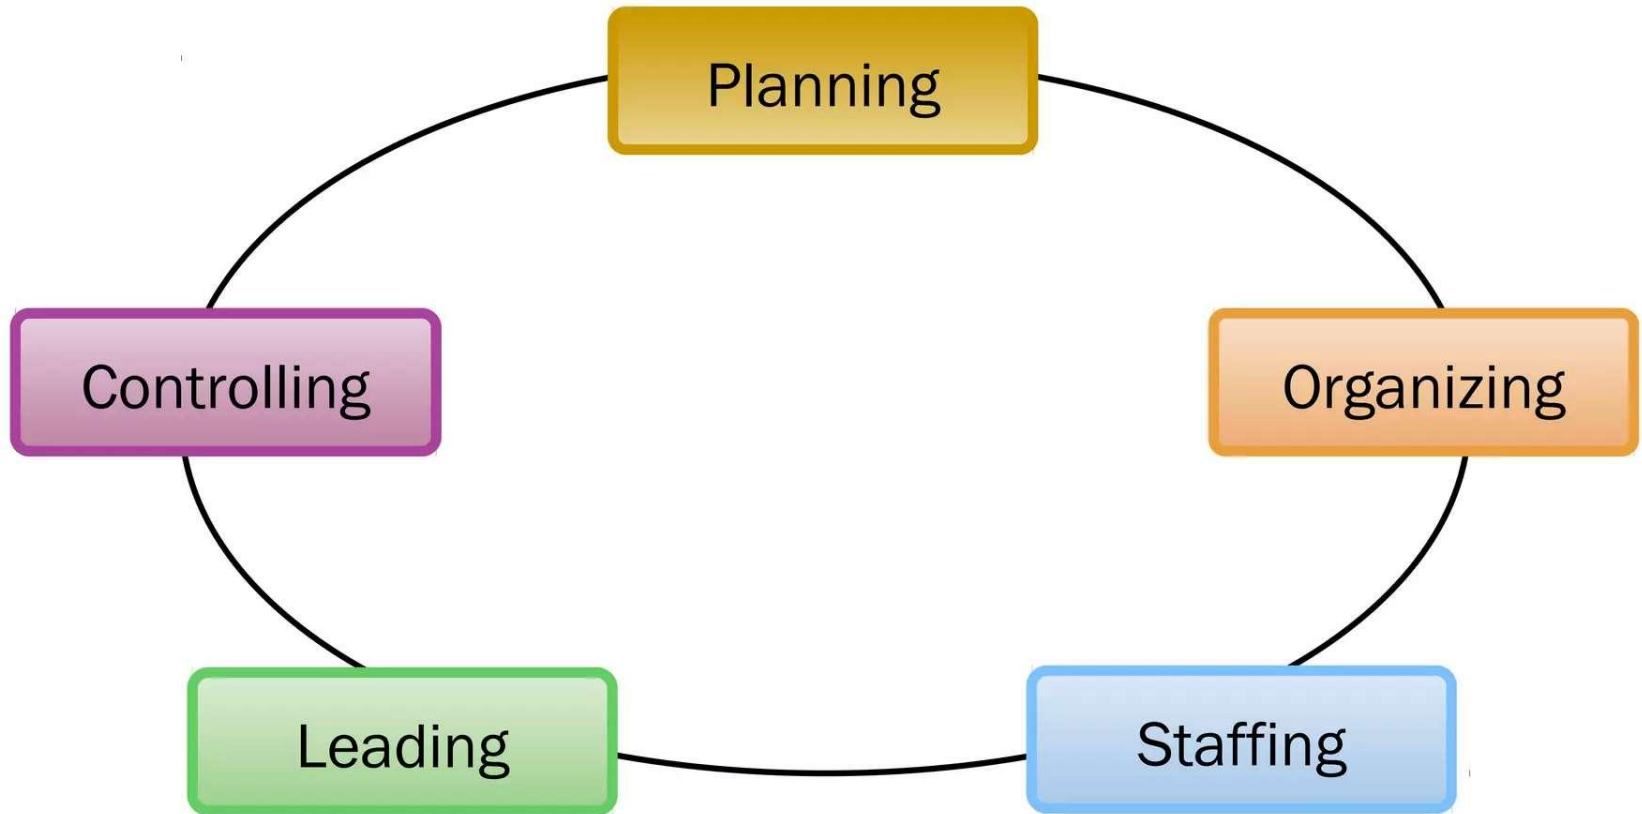 Planning
Controlling
Organizing
Leading
Staffing